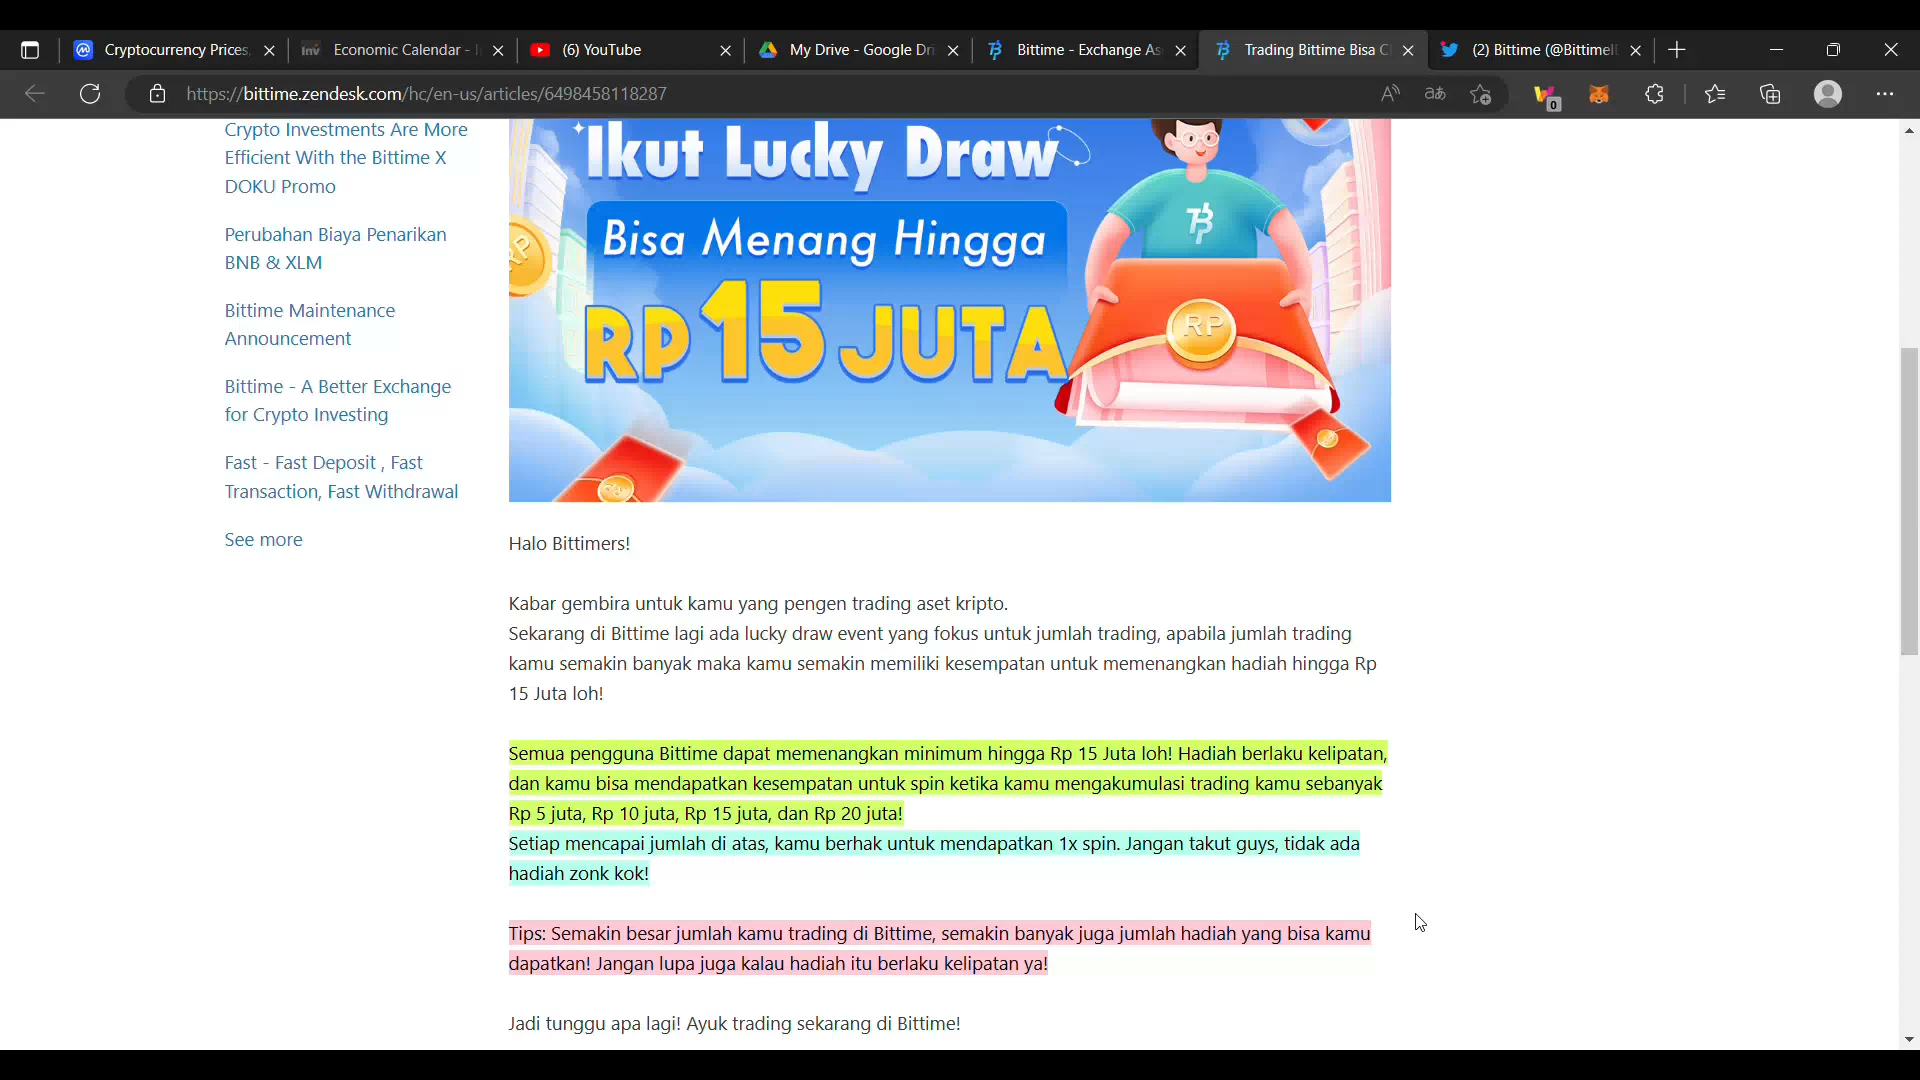 Cryptocurrency Prices
Economic Calendar - I
(6) YouTube
My Drive - Google Dri
Bittime - Exchange As
Trading Bittime Bisa C
(2) Bittime (@BittimeI
https://bittime.zendesk.com/hc/en-us/articles/6498458118287
0
Crypto Investments Are More
Efficient With the Bittime X
DOKU Promo
Perubahan Biaya Penarikan
BNB & XLM
Bittime Maintenance
Announcement
Bittime - A Better Exchange
for Crypto Investing
Fast - Fast Deposit , Fast
Transaction, Fast Withdrawal
See more
Ikut Lucky Draw
Bisa Menang Hingga
RP 15 JUTA
RP
RP
Halo Bittimers!
Kabar gembira untuk kamu yang pengen trading aset kripto.
Sekarang di Bittime lagi ada lucky draw event yang fokus untuk jumlah trading, apabila jumlah trading
kamu semakin banyak maka kamu semakin memiliki kesempatan untuk memenangkan hadiah hingga Rp
15 Juta loh!
Semua pengguna Bittime dapat memenangkan minimum hingga Rp 15 Juta loh! Hadiah berlaku kelipatan,
dan kamu bisa mendapatkan kesempatan untuk spin ketika kamu mengakumulasi trading kamu sebanyak
Rp 5 juta, Rp 10 juta, Rp 15 juta, dan Rp 20 juta!
Setiap mencapai jumlah di atas, kamu berhak untuk mendapatkan 1x spin. Jangan takut guys, tidak ada
hadiah zonk kok!
Tips: Semakin besar jumlah kamu trading di Bittime, semakin banyak juga jumlah hadiah yang bisa kamu
dapatkan! Jangan lupa juga kalau hadiah itu berlaku kelipatan ya!
Jadi tunggu apa lagi! Ayuk trading sekarang di Bittime!